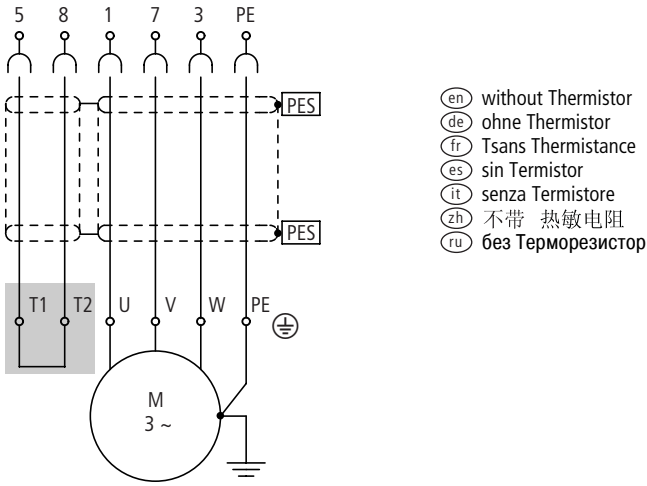 5 8 1 7 3 PE
PES
PES
T1 T2 U V W PE
M
3 ~
en without Thermistor
de ohne Thermistor
fr Tsans Thermistance
es sin Termistor
it senza Termistore
zh 不带 热敏电阻
ru без Терморезистор